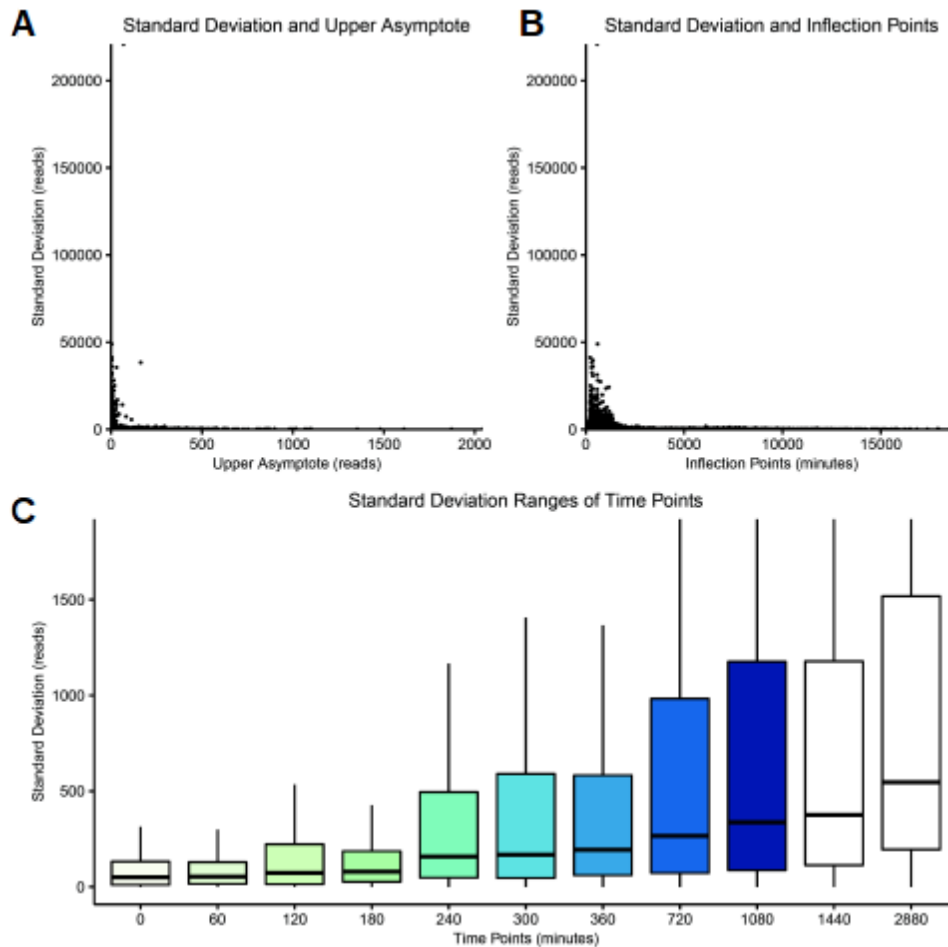 A
Standard Deviation and Upper Asymptote
200000
150000
100000
50000
0
Standard Deviation (reads)
0 500 1000 1500 2000
Upper Asymptote (reads)
B
Standard Deviation and Inflection Points
200000
150000
100000
50000
0
Standard Deviation (reads)
0 5000 10000 15000
Inflection Points (minutes)
C
Standard Deviation Ranges of Time Points
1500
1000
500
0
Standard Deviation (reads)
0 60 120 180 240 300 360 720 1080 1440 2880
Time Points (minutes)